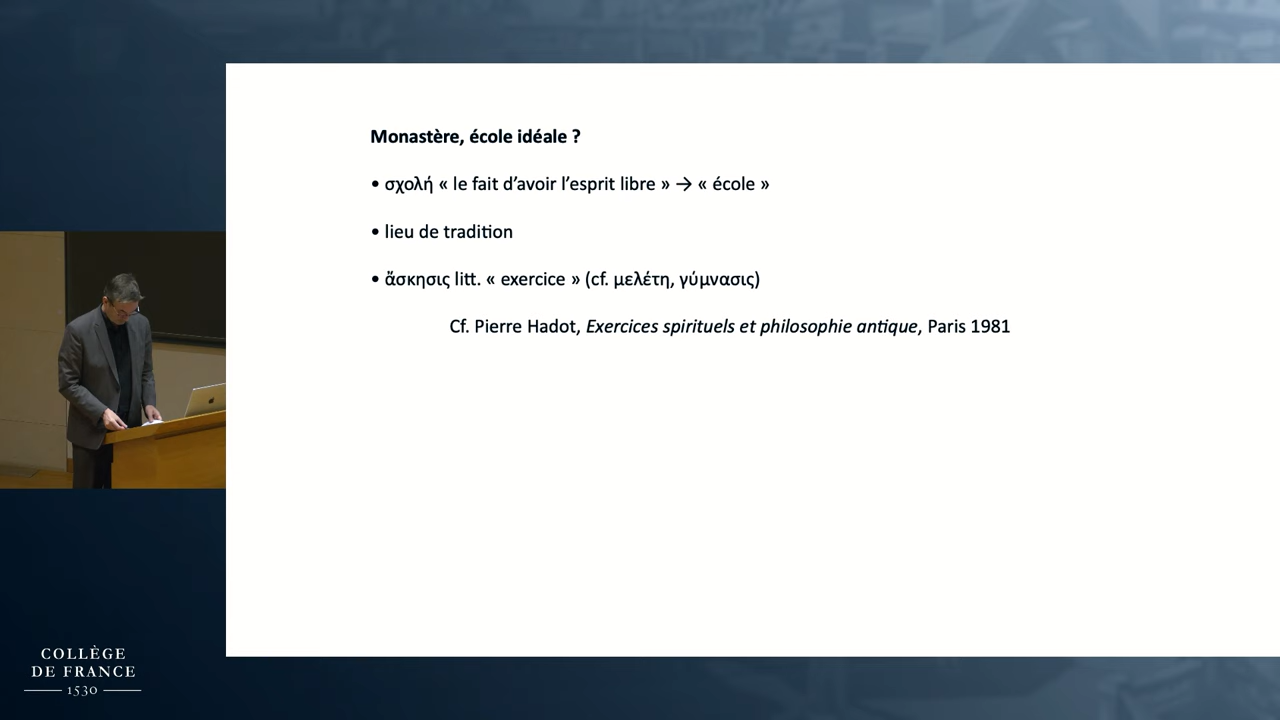 Monastère, école idéale ?
• σχολή « le fait d’avoir l’esprit libre » → « école »
• lieu de tradition
• ἄσκησις litt. « exercice » (cf. μελέτη, γύμνασις)
Cf. Pierre Hadot, Exercices spirituels et philosophie antique, Paris 1981
COLLÈGE
DE FRANCE
1530